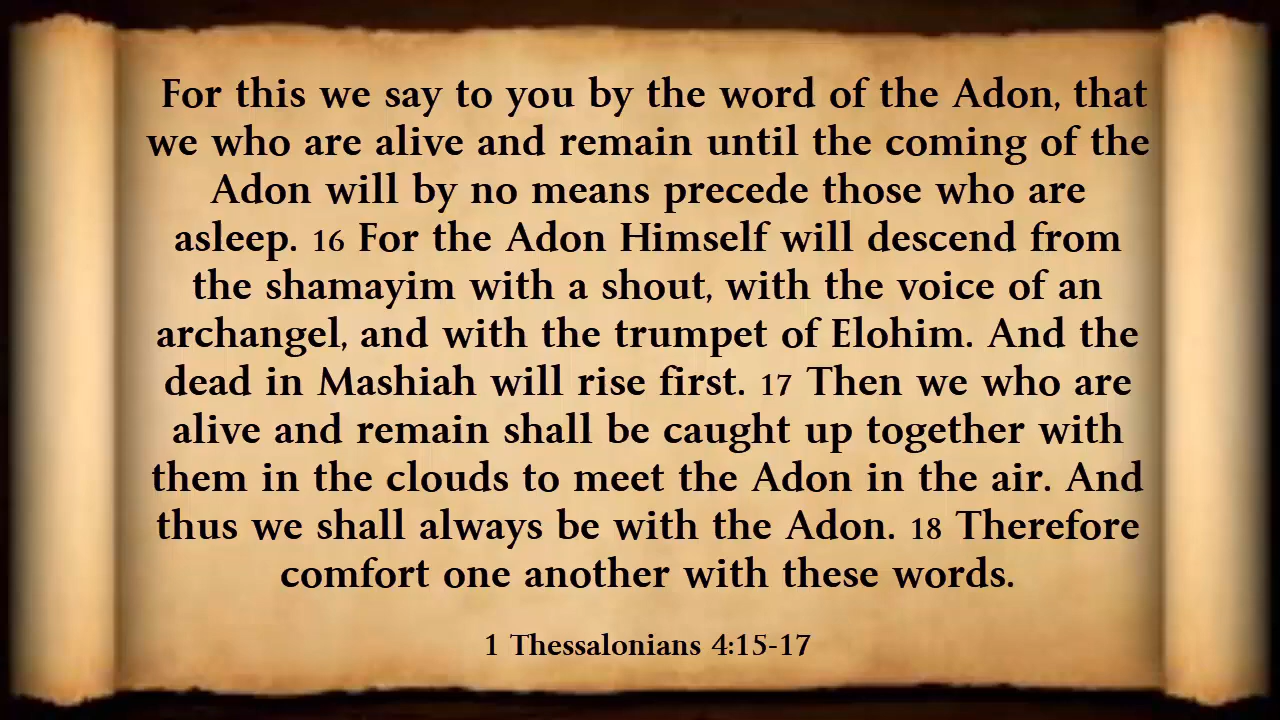 For this we say to you by the word of the Adon, that
we who are alive and remain until the coming of the
Adon will by no means precede those who are
asleep. 16 For the Adon Himself will descend from
the shamayim with a shout, with the voice of an
archangel, and with the trumpet of Elohim. And the
dead in Mashiah will rise first. 17 Then we who are
alive and remain shall be caught up together with
them in the clouds to meet the Adon in the air. And
thus we shall always be with the Adon. 18 Therefore
comfort one another with these words.
1 Thessalonians 4:15-17